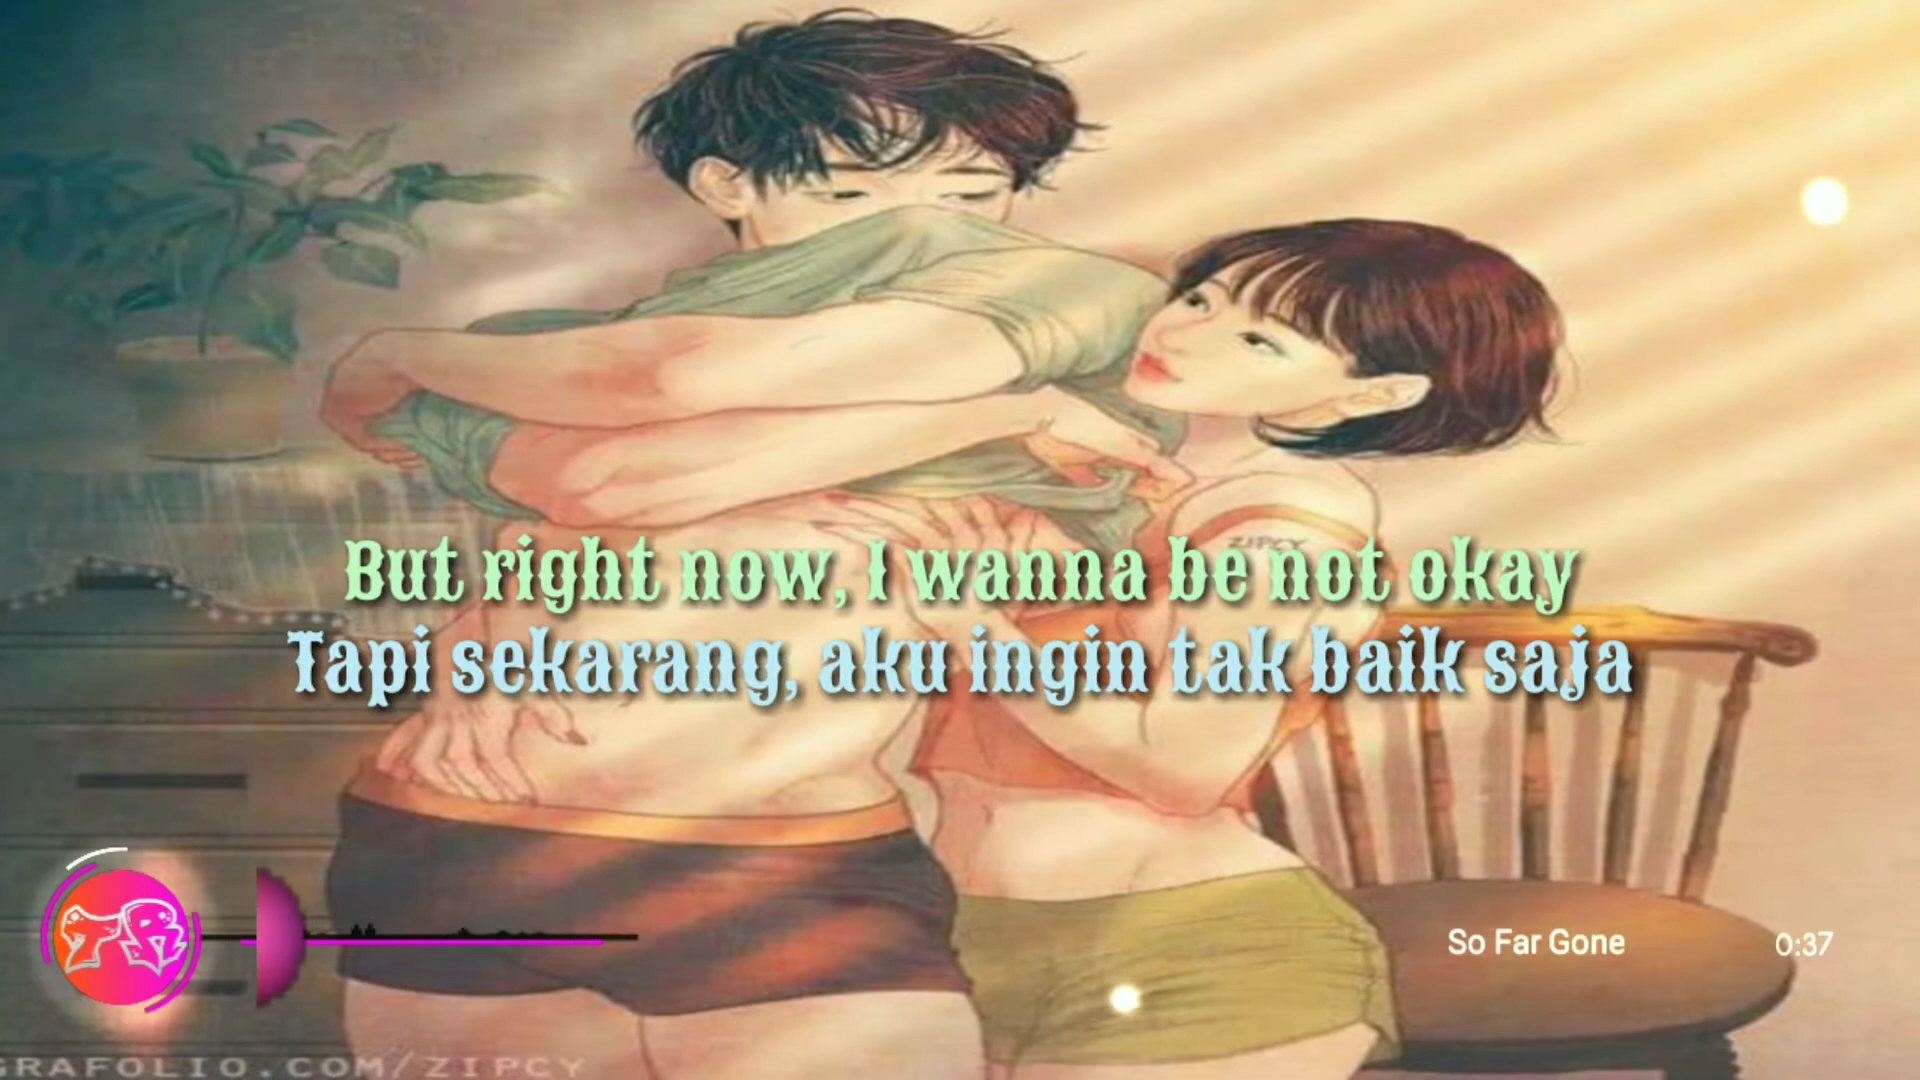 ZIPCY
But right now, I wanna be not okay
Tapi sekarang, aku ingin tak baik saja
So Far Gone
0:37
GRAFOLIO.COM/ZIPCY